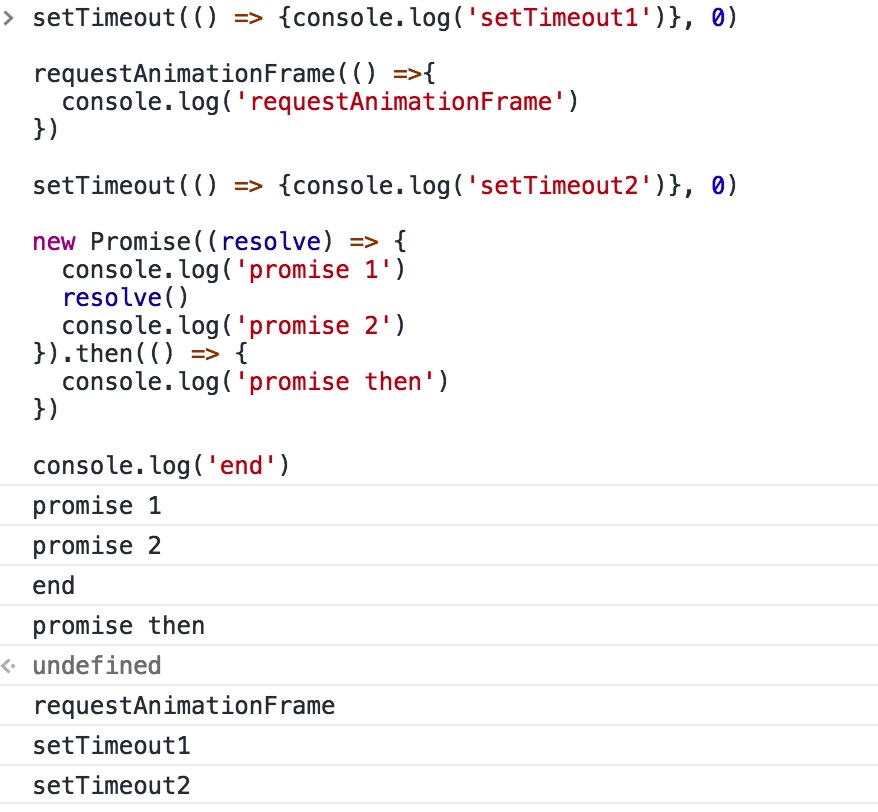 > setTimeout(() => {console.log('setTimeout1')}, 0)

requestAnimationFrame(() =>{
  console.log('requestAnimationFrame')
})

setTimeout(() => {console.log('setTimeout2')}, 0)

new Promise((resolve) => {
  console.log('promise 1')
  resolve()
  console.log('promise 2')
}).then(() => {
  console.log('promise then')
})

console.log('end')
promise 1
promise 2
end
promise then
undefined
requestAnimationFrame
setTimeout1
setTimeout2